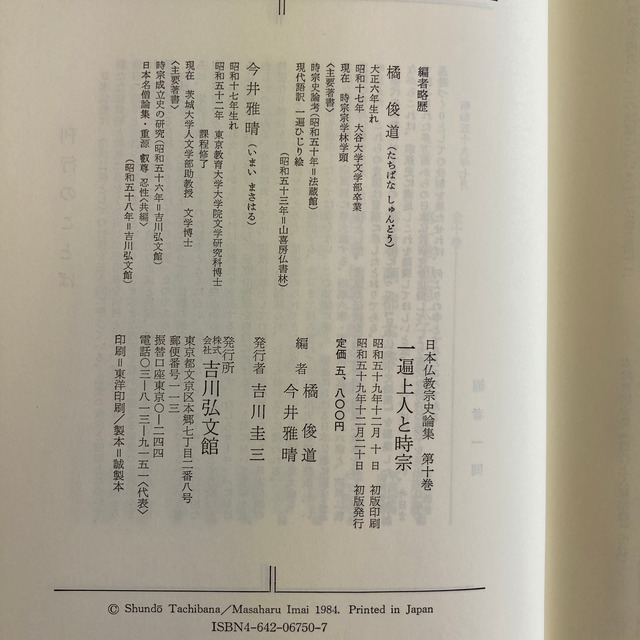 編者略歴
橘 俊道(たちばな しゅんどう)
大正六年生れ
昭和十七年 大谷大学文学部卒業
現在 時宗宗学林学頭
〈主要著書〉
時宗史論考(昭和五十年=法蔵館)
現代語訳 一遍ひじり絵
(昭和五十三年=山喜房仏書林)
今井雅晴(いまい まさはる)
昭和十七年生れ
昭和五十二年 東京教育大学大学院文学研究科博士
課程修了
現在 茨城大学人文学部助教授 文学博士
〈主要著書〉
時宗成立史の研究(昭和五十六年=吉川弘文館)
日本名僧論集・重源 叡尊 忍性〈共編〉
(昭和五十八年=吉川弘文館)
日本仏教宗史論集 第十巻
一遍上人と時宗
昭和五十九年十二月 十 日 初版印刷
昭和五十九年十二月二十日 初版発行
定価 五、八〇〇円
編者 橘 俊道
今井雅晴
発行者 吉川圭三
発行所 株式会社 吉川弘文館
東京都文京区本郷七丁目二番八号
郵便番号一一三
振替口座東京〇―二四四
電話〇三―八一三―九一五一〈代表〉
印刷=東洋印刷/製本=誠製本
© Shundō Tachibana/Masaharu Imai 1984. Printed in Japan
ISBN4-642-06750-7